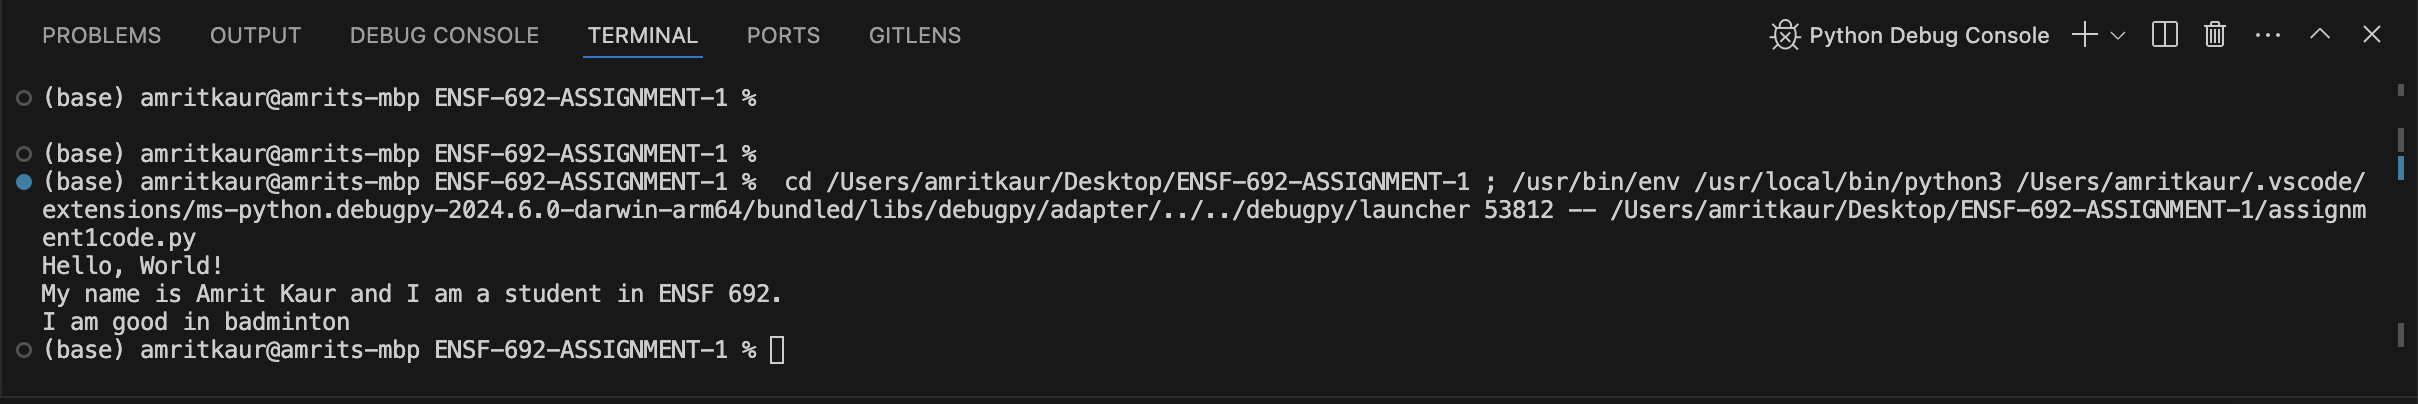 PROBLEMS OUTPUT DEBUG CONSOLE TERMINAL PORTS GITLENS Python Debug Console
(base) amritkaur@amrits-mbp ENSF-692-ASSIGNMENT-1 %
(base) amritkaur@amrits-mbp ENSF-692-ASSIGNMENT-1 %
(base) amritkaur@amrits-mbp ENSF-692-ASSIGNMENT-1 %  cd /Users/amritkaur/Desktop/ENSF-692-ASSIGNMENT-1 ; /usr/bin/env /usr/local/bin/python3 /Users/amritkaur/.vscode/
extensions/ms-python.debugpy-2024.6.0-darwin-arm64/bundled/libs/debugpy/adapter/../../debugpy/launcher 53812 -- /Users/amritkaur/Desktop/ENSF-692-ASSIGNMENT-1/assignm
ent1code.py
Hello, World!
My name is Amrit Kaur and I am a student in ENSF 692.
I am good in badminton
(base) amritkaur@amrits-mbp ENSF-692-ASSIGNMENT-1 %